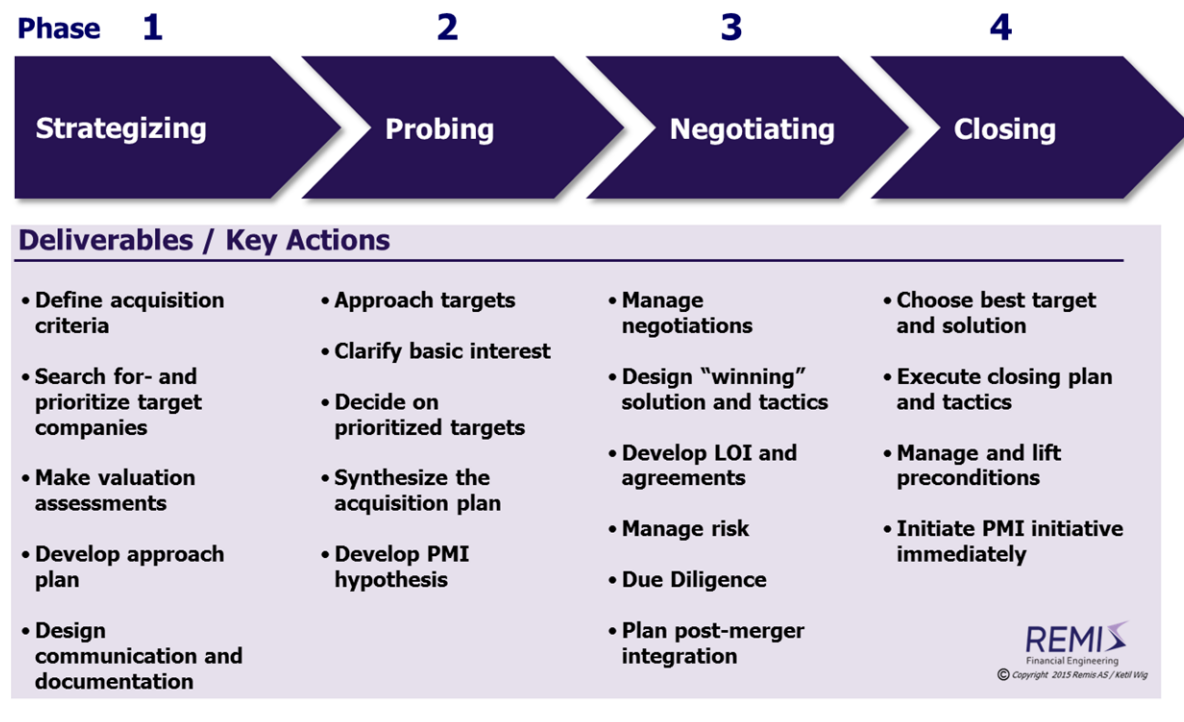 Phase 1 2 3 4
Strategizing
Probing
Negotiating
Closing
Deliverables / Key Actions
• Define acquisition
criteria
• Search for- and
prioritize target
companies
• Make valuation
assessments
• Develop approach
plan
• Design
communication and
documentation
• Approach targets
• Clarify basic interest
• Decide on
prioritized targets
• Synthesize the
acquisition plan
• Develop PMI
hypothesis
• Manage
negotiations
• Design “winning”
solution and tactics
• Develop LOI and
agreements
• Manage risk
• Due Diligence
• Plan post-merger
integration
• Choose best target
and solution
• Execute closing plan
and tactics
• Manage and lift
preconditions
• Initiate PMI initiative
immediately
REMIS
Financial Engineering
© Copyright 2015 Remis AS / Ketil Wig